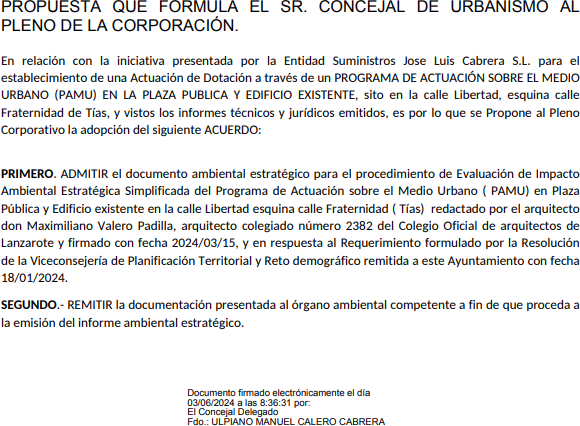 PROPUESTA QUE FORMULA EL SR. CONCEJAL DE URBANISMO AL
PLENO DE LA CORPORACIÓN.
En relación con la iniciativa presentada por la Entidad Suministros Jose Luis Cabrera S.L. para el
establecimiento de una Actuación de Dotación a través de un PROGRAMA DE ACTUACIÓN SOBRE EL MEDIO
URBANO (PAMU) EN LA PLAZA PUBLICA Y EDIFICIO EXISTENTE, sito en la calle Libertad, esquina calle
Fraternidad de Tías, y vistos los informes técnicos y jurídicos emitidos, es por lo que se Propone al Pleno
Corporativo la adopción del siguiente ACUERDO:
PRIMERO. ADMITIR el documento ambiental estratégico para el procedimiento de Evaluación de Impacto
Ambiental Estratégica Simplificada del Programa de Actuación sobre el Medio Urbano ( PAMU) en Plaza
Pública y Edificio existente en la calle Libertad esquina calle Fraternidad ( Tías) redactado por el arquitecto
don Maximiliano Valero Padilla, arquitecto colegiado número 2382 del Colegio Oficial de arquitectos de
Lanzarote y firmado con fecha 2024/03/15, y en respuesta al Requerimiento formulado por la Resolución
de la Viceconsejería de Planificación Territorial y Reto demográfico remitida a este Ayuntamiento con fecha
18/01/2024.
SEGUNDO.- REMITIR la documentación presentada al órgano ambiental competente a fin de que proceda a
la emisión del informe ambiental estratégico.
Documento firmado electrónicamente el día
03/06/2024 a las 8:36:31 por:
El Concejal Delegado
Fdo.: ULPIANO MANUEL CALERO CABRERA